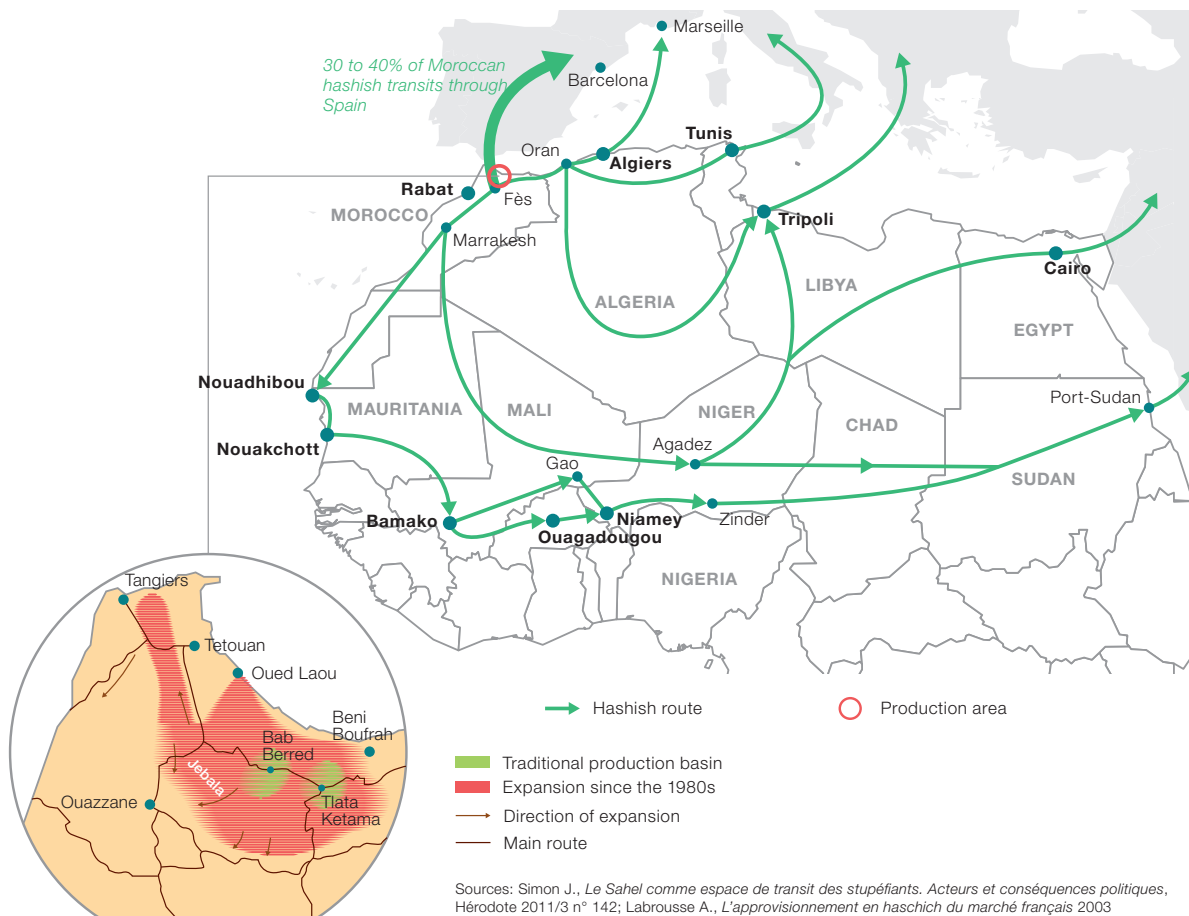 Marseille
30 to 40% of Moroccan
hashish transits through
Spain
Barcelona
Oran
Algiers
Tunis
Rabat
Fès
MOROCCO
Marrakesh
Tripoli
Cairo
ALGERIA
LIBYA
EGYPT
Nouadhibou
MAURITANIA
MALI
NIGER
CHAD
Port-Sudan
Nouakchott
Agadez
Gao
SUDAN
Bamako
Niamey
Zinder
Ouagadougou
NIGERIA
Tangiers
Tetouan
Oued Laou
Beni
Boufrah
Bab
Berred
Jebala
Ouazzane
Tlata
Ketama
Hashish route
Production area
Traditional production basin
Expansion since the 1980s
Direction of expansion
Main route
Sources: Simon J., Le Sahel comme espace de transit des stupéfiants. Acteurs et conséquences politiques,
Hérodote 2011/3 n° 142; Labrousse A., L'approvisionnement en haschich du marché français 2003